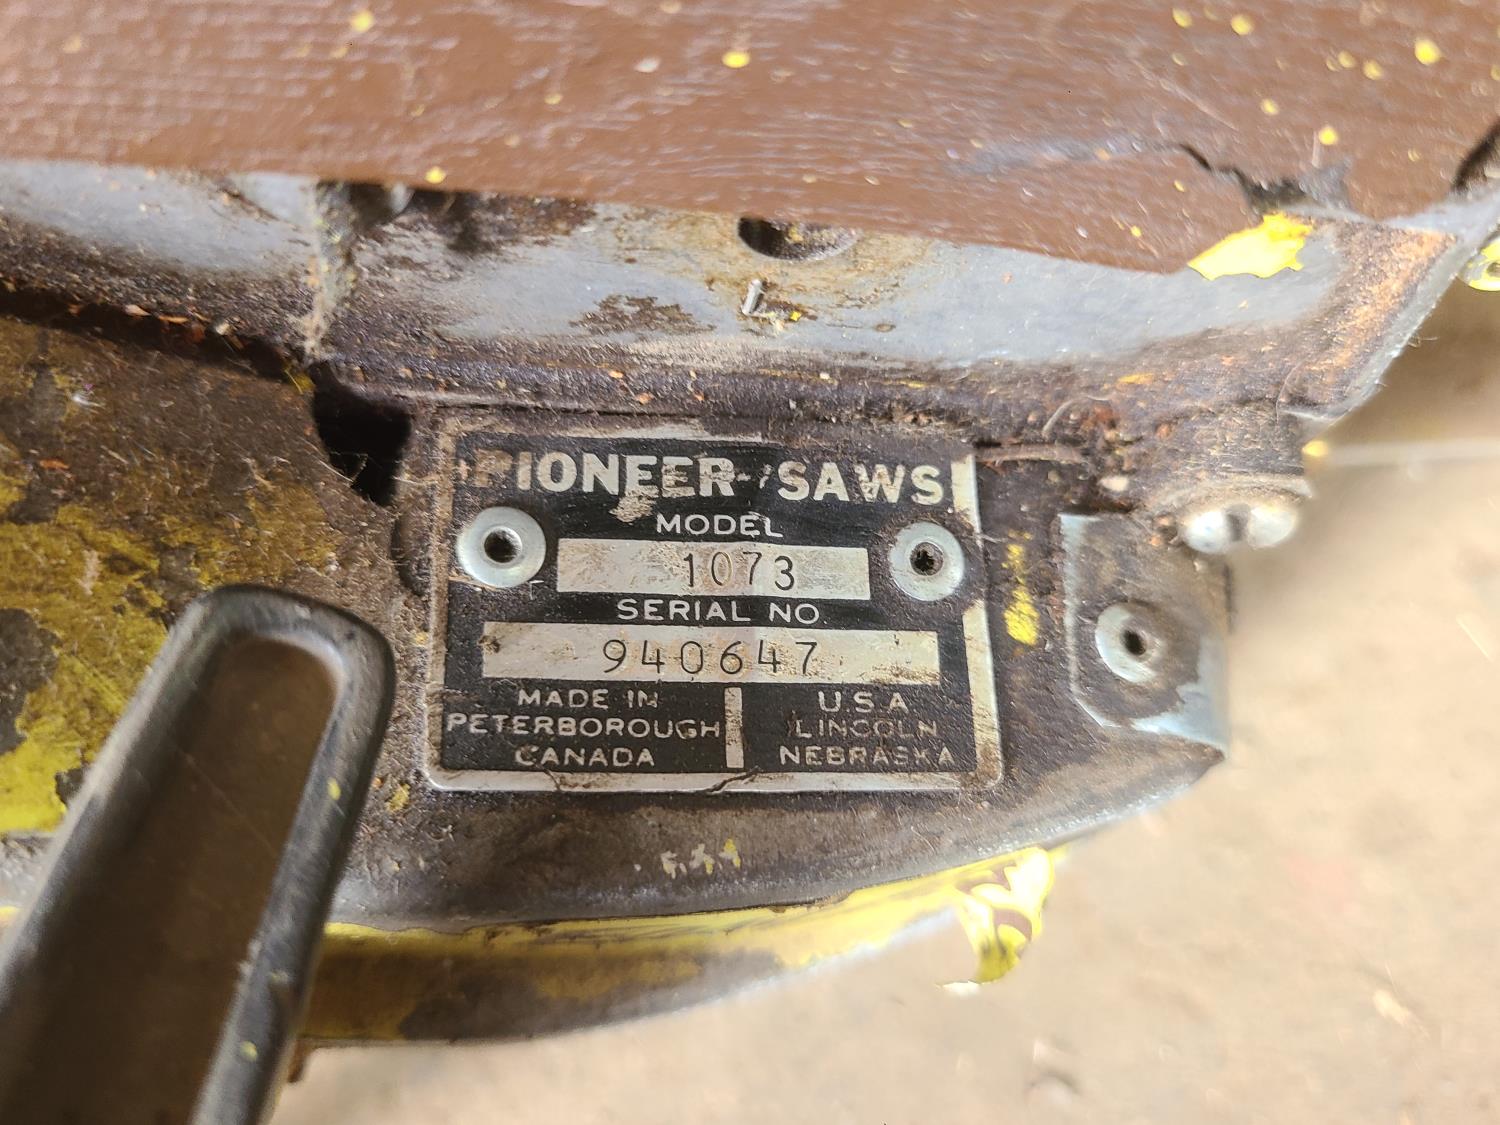 L
PIONEER SAWS
MODEL
1073
SERIAL NO.
940647
MADE IN
PETERBOROUGH
CANADA
U.S.A
LINCOLN
NEBRASKA